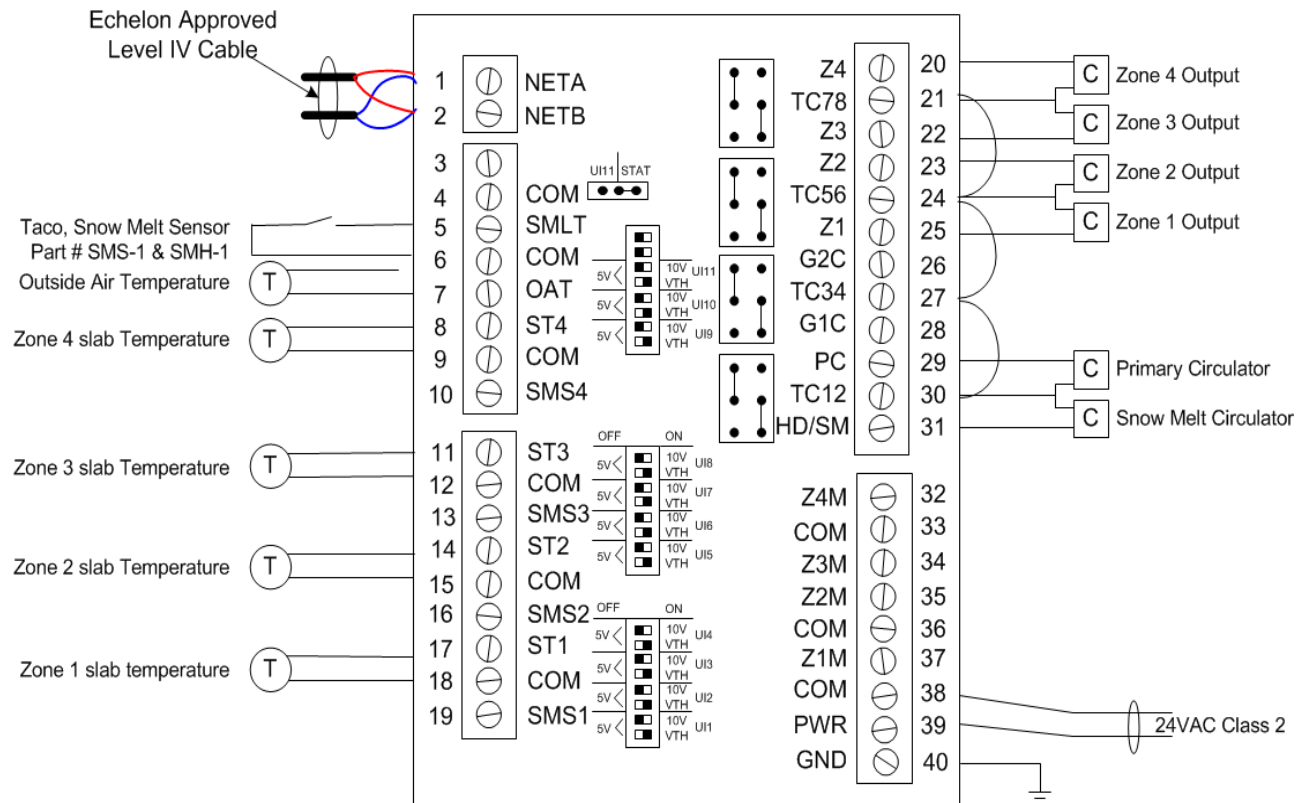 Echelon Approved
Level IV Cable
1 NETA
2 NETB
3
4 COM
5 SMLT
6 COM
7 OAT
8 ST4
9 COM
10 SMS4
UI11 STAT
Taco, Snow Melt Sensor
Part # SMS-1 & SMH-1
Outside Air Temperature
T
Zone 4 slab Temperature
T
5V 10V VTH UI11
5V 10V VTH UI10
5V 10V VTH UI9
11 ST3
12 COM
13 SMS3
14 ST2
15 COM
16 SMS2
17 ST1
18 COM
19 SMS1
Zone 3 slab Temperature
T
Zone 2 slab Temperature
T
Zone 1 slab temperature
T
OFF ON
5V 10V VTH UI8
5V 10V VTH UI7
5V 10V VTH UI6
5V 10V VTH UI5
OFF ON
5V 10V VTH UI4
5V 10V VTH UI3
5V 10V VTH UI2
5V 10V VTH UI1
Z4 20
TC78 21
Z3 22
Z2 23
TC56 24
Z1 25
G2C 26
TC34 27
G1C 28
PC 29
TC12 30
HD/SM 31
C Zone 4 Output
C Zone 3 Output
C Zone 2 Output
C Zone 1 Output
C Primary Circulator
C Snow Melt Circulator
Z4M 32
COM 33
Z3M 34
Z2M 35
COM 36
Z1M 37
COM 38
PWR 39
GND 40
24VAC Class 2